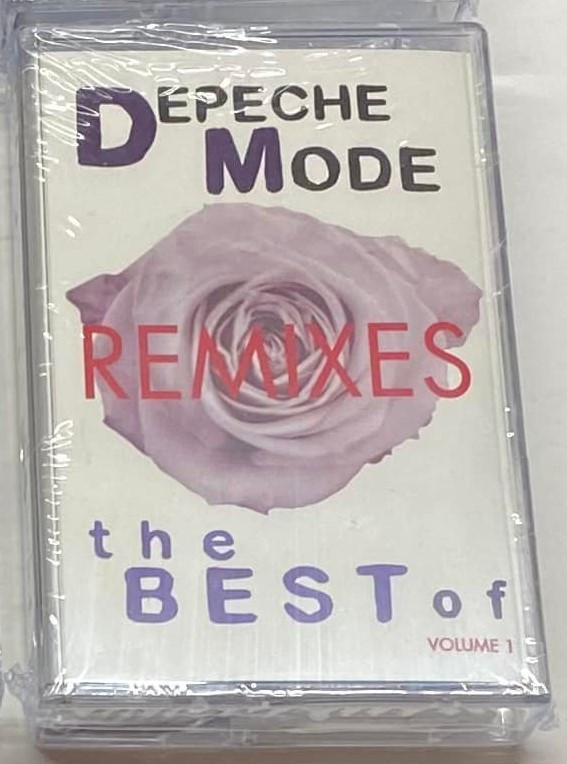 DEPECHE
MODE
REMIXES
the
BEST of
VOLUME 1